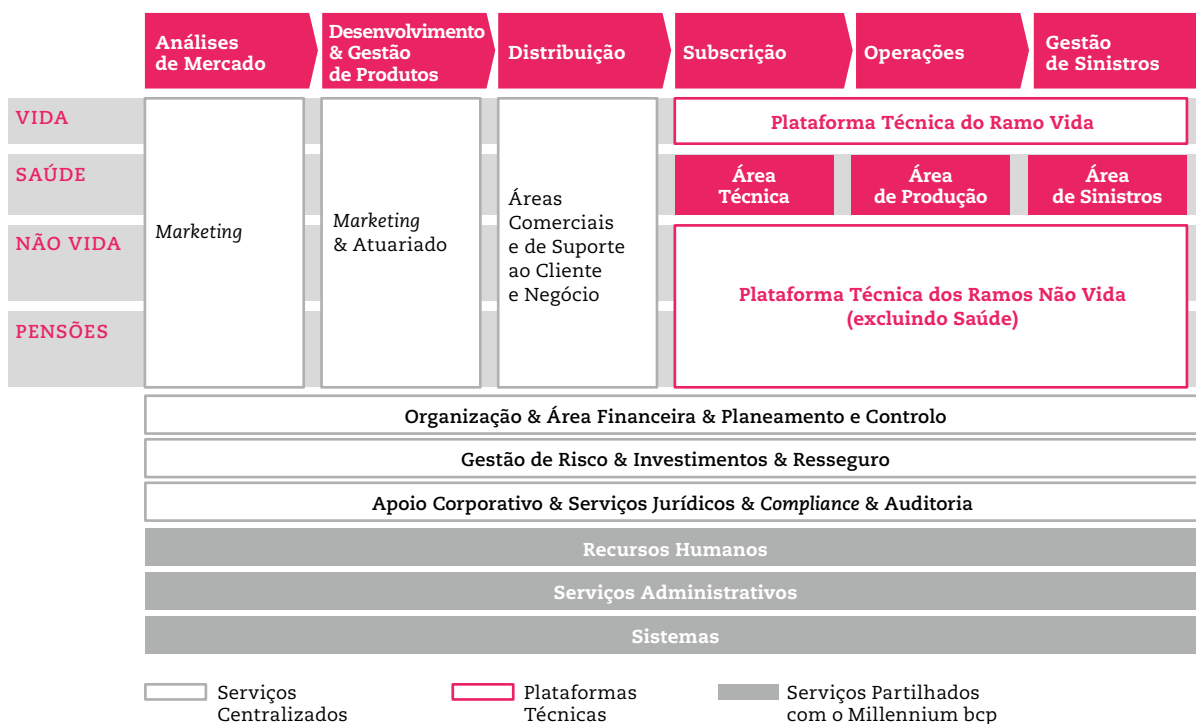 Análises
de Mercado
Desenvolvimento
& Gestão
de Produtos
Distribuição
Subscrição
Operações
Gestão
de Sinistros
VIDA
SAÚDE
NÃO VIDA
PENSÕES
Marketing
Marketing
& Atuariado
Áreas
Comerciais
e de Suporte
ao Cliente
e Negócio
Plataforma Técnica do Ramo Vida
Área
Técnica
Área
de Produção
Área
de Sinistros
Plataforma Técnica dos Ramos Não Vida
(excluindo Saúde)
Organização & Área Financeira & Planeamento e Controlo
Gestão de Risco & Investimentos & Resseguro
Apoio Corporativo & Serviços Jurídicos & Compliance & Auditoria
Recursos Humanos
Serviços Administrativos
Sistemas
Serviços
Centralizados
Plataformas
Técnicas
Serviços Partilhados
com o Millennium bcp